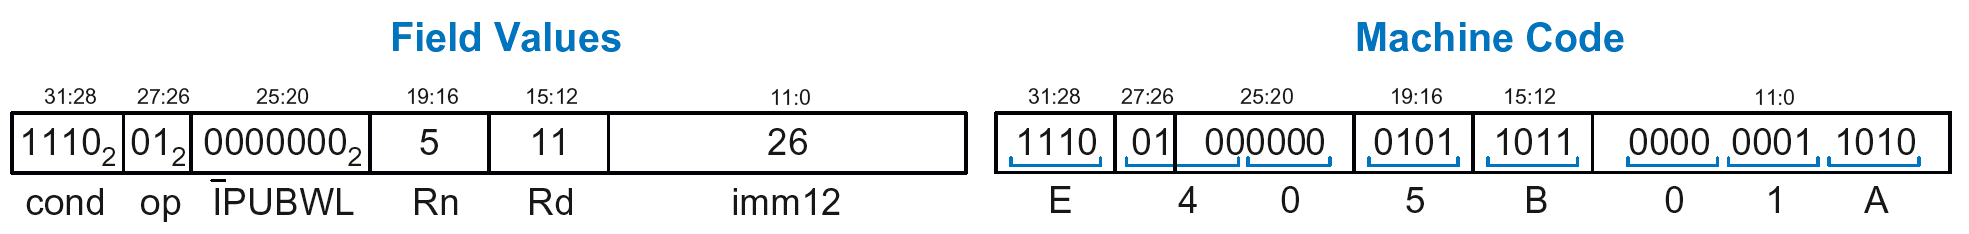 Field Values Machine Code
31:28 27:26 25:20 19:16 15:12 11:0 31:28 27:26 25:20 19:16 15:12 11:0
1110₂ 01₂ 0000000₂ 5 11 26 1110 01 000000 0101 1011 0000 0001 1010
cond op I̅PUBWL Rn Rd imm12 E 4 0 5 B 0 1 A